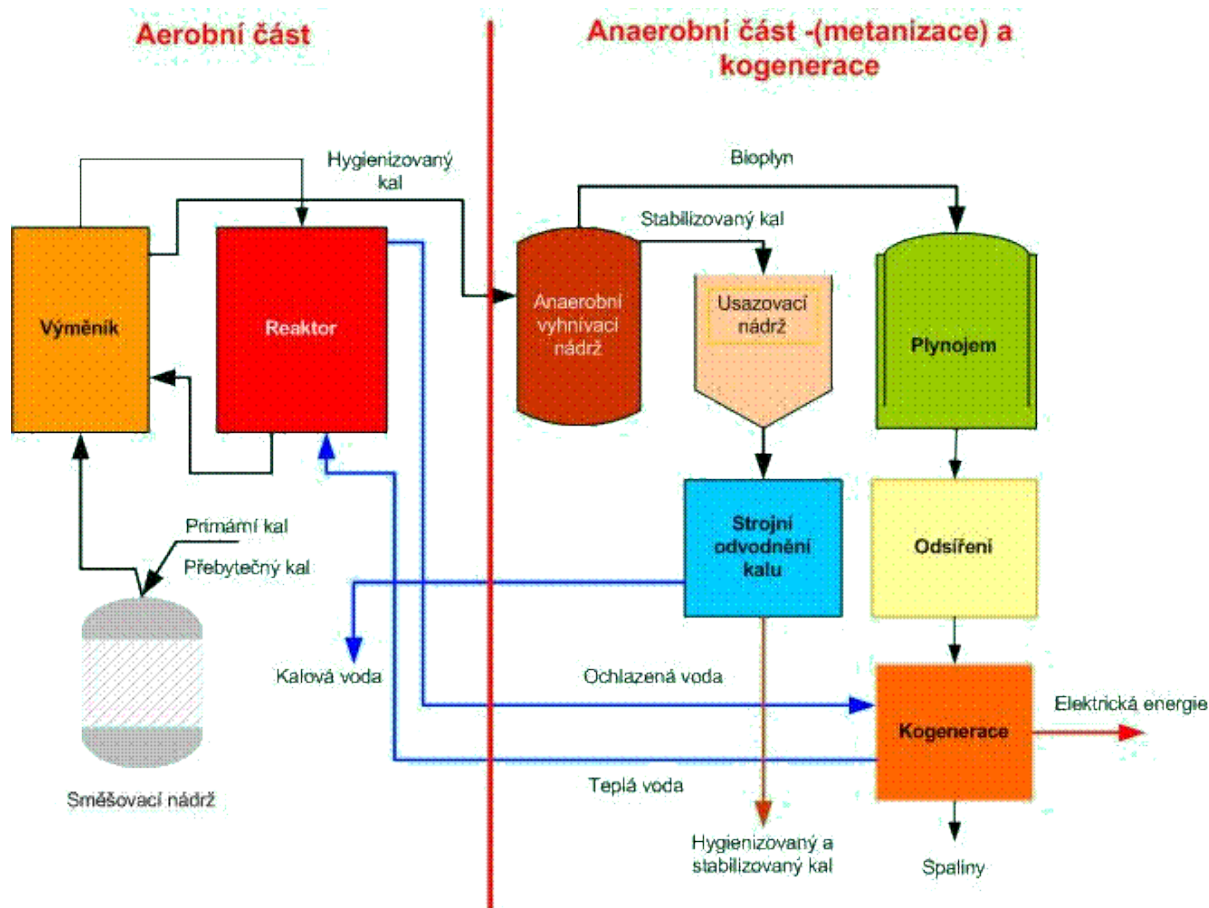 Aerobní část
Anaerobní část -(metanizace) a
kogenerace
Hygienizovaný
kal
Bioplyn
Stabilizovaný kal
Výměník
Reaktor
Anaerobní
vyhnívací
nádrž
Usazovací
nádrž
Plynojem
Primární kal
Přebytečný kal
Strojní
odvodnění
kalu
Odsíření
Kalová voda
Ochlazená voda
Elektrická energie
Kogenerace
Teplá voda
Směšovací nádrž
Hygienizovaný a
stabilizovaný kal
Spaliny